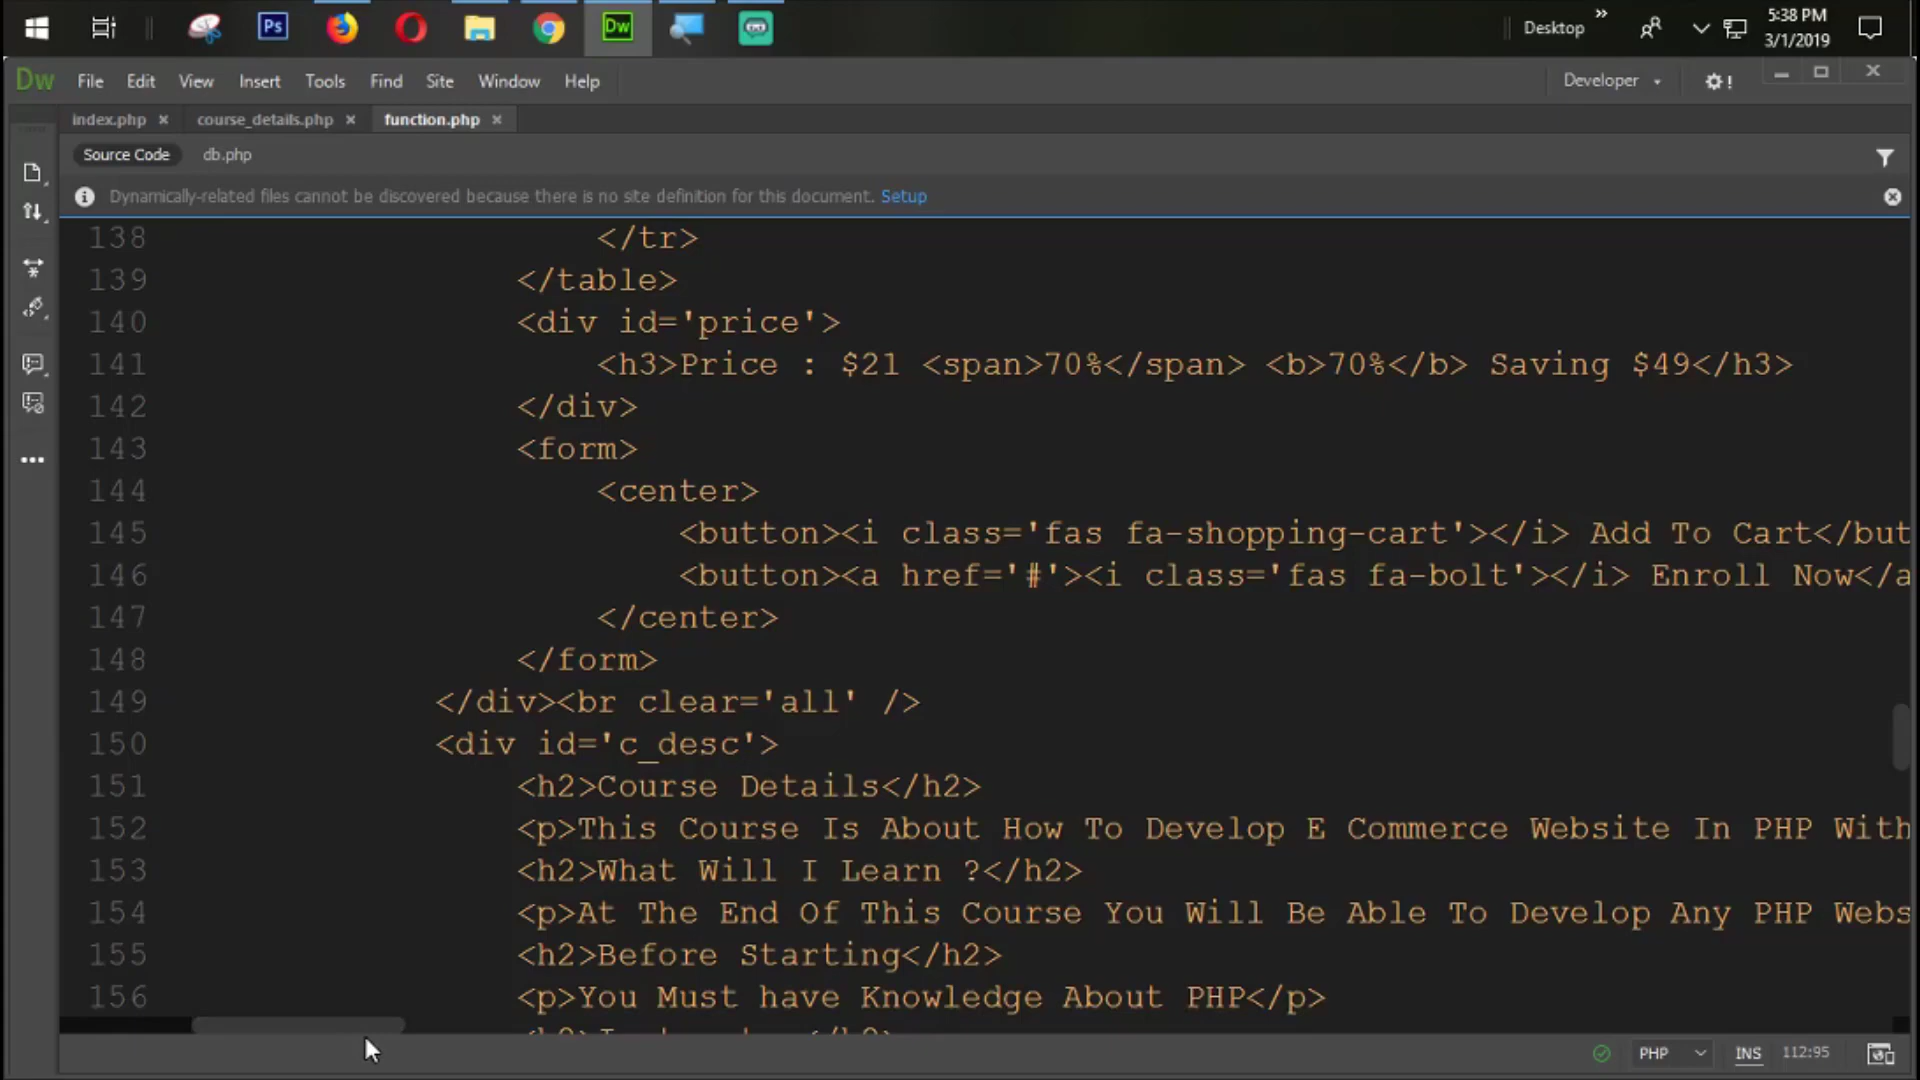 Ps
Dw
Desktop
»
5:38 PM
3/1/2019
Dw File Edit View Insert Tools Find Site Window Help
Developer
!
index.php × course_details.php × function.php ×
Source Code db.php
Dynamically-related files cannot be discovered because there is no site definition for this document. Setup
138 </tr>
139 </table>
140 <div id='price'>
141 <h3>Price : $21 <span>70%</span> <b>70%</b> Saving $49</h3>
142 </div>
143 <form>
144 <center>
145 <button><i class='fas fa-shopping-cart'></i> Add To Cart</but
146 <button><a href='#'><i class='fas fa-bolt'></i> Enroll Now</a
147 </center>
148 </form>
149 </div><br clear='all' />
150 <div id='c_desc'>
151 <h2>Course Details</h2>
152 <p>This Course Is About How To Develop E Commerce Website In PHP With
153 <h2>What Will I Learn ?</h2>
154 <p>At The End Of This Course You Will Be Able To Develop Any PHP Webs
155 <h2>Before Starting</h2>
156 <p>You Must have Knowledge About PHP</p>
PHP INS 112:95